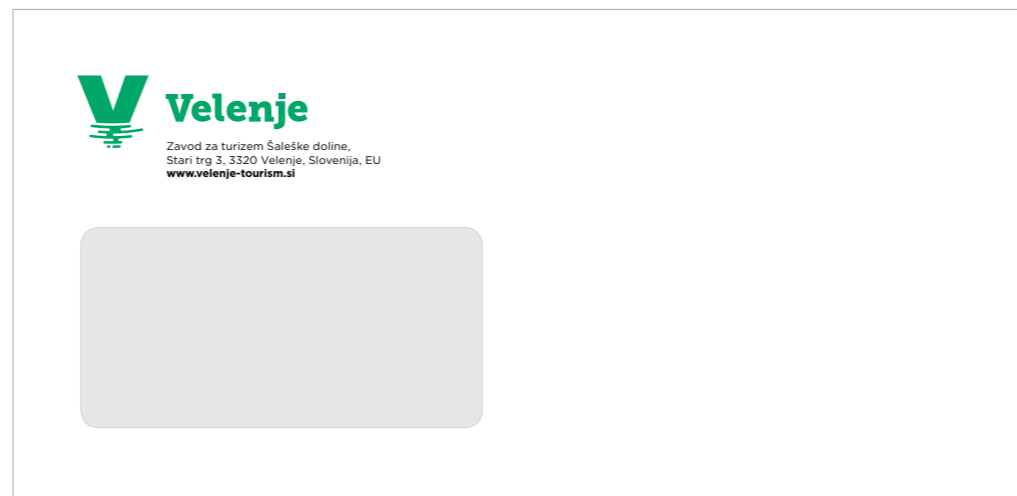 Velenje
Zavod za turizem Šaleške doline,
Stari trg 3, 3320 Velenje, Slovenija, EU
www.velenje-tourism.si